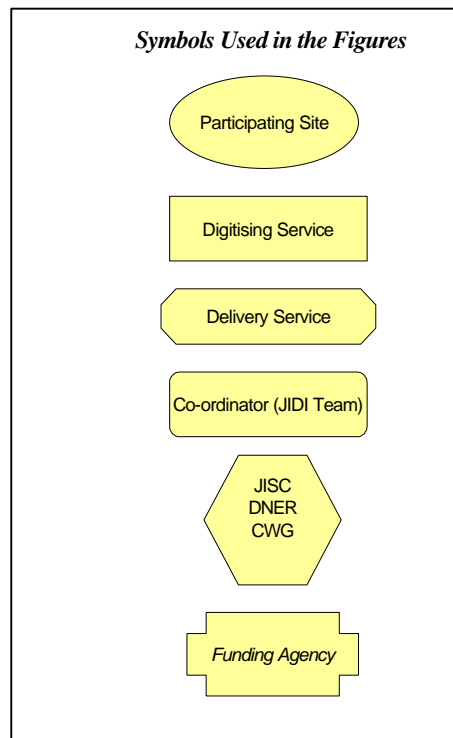 Symbols Used in the Figures
Participating Site
Digitising Service
Delivery Service
Co-ordinator (JIDI Team)
JISC
DNER
CWG
Funding Agency